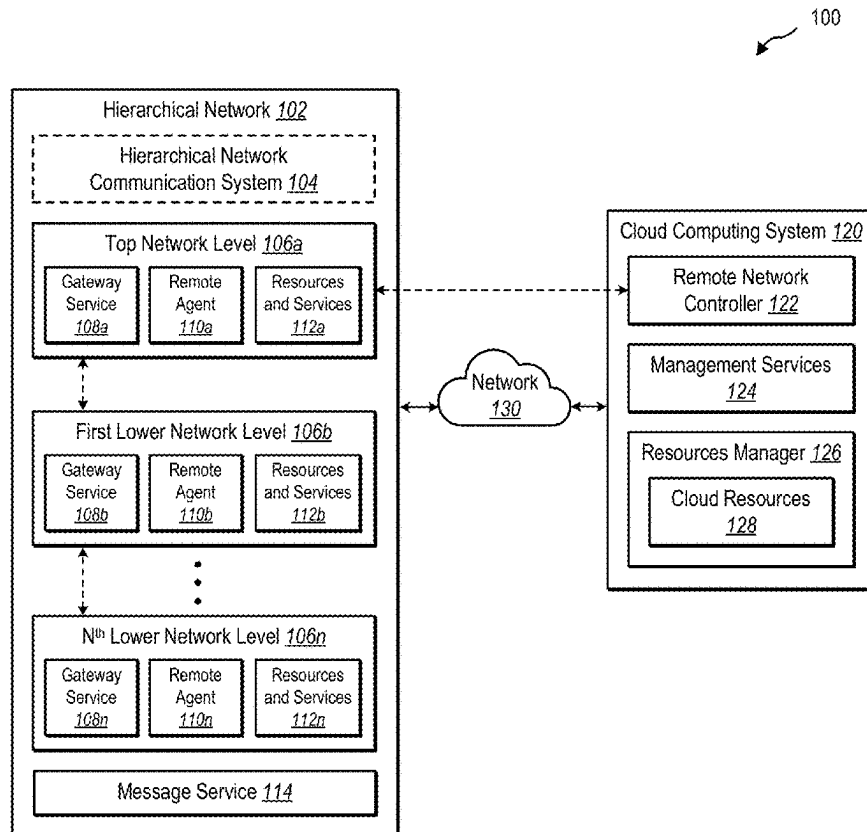 100
Hierarchical Network 102
Hierarchical Network
Communication System 104
Top Network Level 106a
Gateway
Service
108a
Remote
Agent
110a
Resources
and Services
112a
First Lower Network Level 106b
Gateway
Service
108b
Remote
Agent
110b
Resources
and Services
112b
Nth Lower Network Level 106n
Gateway
Service
108n
Remote
Agent
110n
Resources
and Services
112n
Message Service 114
Network
130
Cloud Computing System 120
Remote Network
Controller 122
Management Services
124
Resources Manager 126
Cloud Resources
128